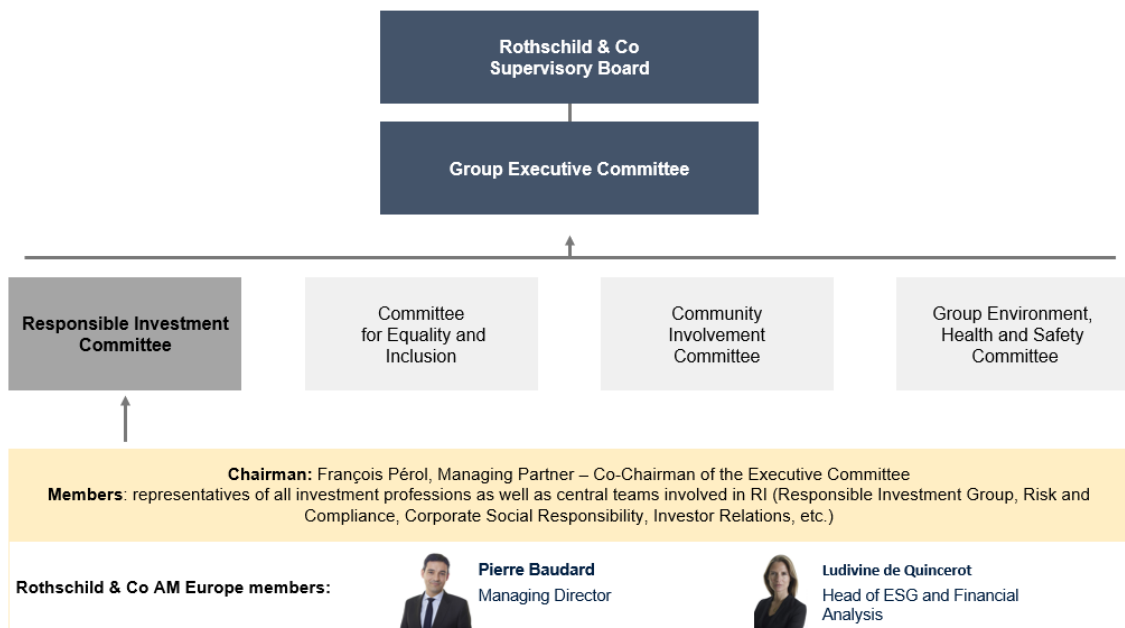 Rothschild & Co
Supervisory Board
Group Executive Committee
Responsible Investment
Committee
Committee
for Equality and
Inclusion
Community
Involvement
Committee
Group Environment,
Health and Safety
Committee
Chairman: François Pérol, Managing Partner – Co-Chairman of the Executive Committee
Members: representatives of all investment professions as well as central teams involved in RI (Responsible Investment Group, Risk and
Compliance, Corporate Social Responsibility, Investor Relations, etc.)
Rothschild & Co AM Europe members:
Pierre Baudard
Managing Director
Ludivine de Quincerot
Head of ESG and Financial
Analysis